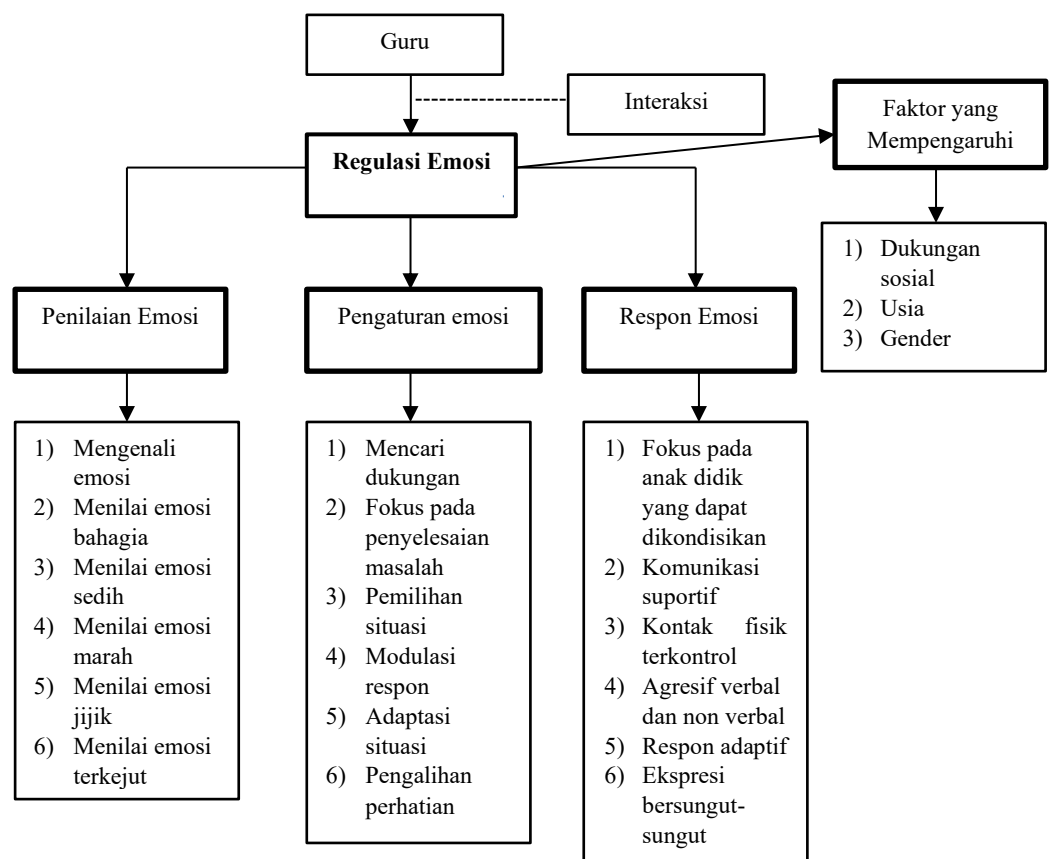 Guru
Interaksi
Faktor yang
Mempengaruhi
Regulasi Emosi
1) Dukungan
sosial
2) Usia
3) Gender
Penilaian Emosi
Pengaturan emosi
Respon Emosi
1) Mengenali
emosi
2) Menilai emosi
bahagia
3) Menilai emosi
sedih
4) Menilai emosi
marah
5) Menilai emosi
jijik
6) Menilai emosi
terkejut
1) Mencari
dukungan
2) Fokus pada
penyelesaian
masalah
3) Pemilihan
situasi
4) Modulasi
respon
5) Adaptasi
situasi
6) Pengalihan
perhatian
1) Fokus pada
anak didik
yang dapat
dikondisikan
2) Komunikasi
suportif
3) Kontak fisik
terkontrol
4) Agresif verbal
dan non verbal
5) Respon adaptif
6) Ekspresi
bersungut-
sungut